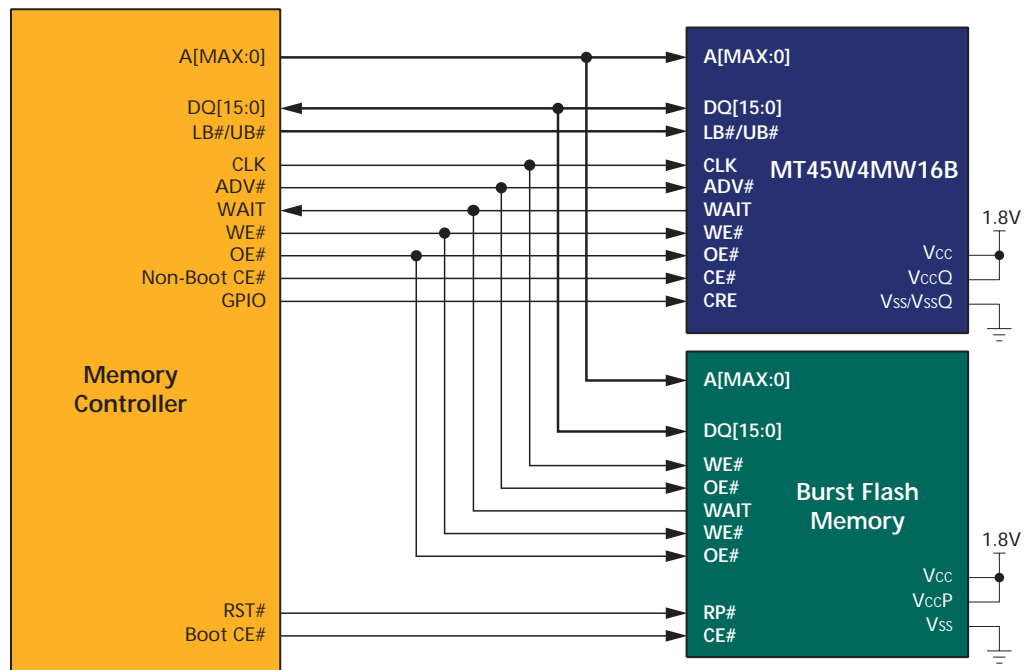 A[MAX:0]
DQ[15:0]
LB#/UB#
CLK
ADV#
WAIT
WE#
OE#
Non-Boot CE#
GPIO
Memory
Controller
RST#
Boot CE#
A[MAX:0]
DQ[15:0]
LB#/UB#
CLK
ADV#
WAIT
WE#
OE#
CE#
CRE
MT45W4MW16B
1.8V
Vcc
VccQ
Vss/VssQ
A[MAX:0]
DQ[15:0]
WE#
OE#
WAIT
WE#
OE#
Burst Flash
Memory
1.8V
Vcc
VccP
Vss
RP#
CE#